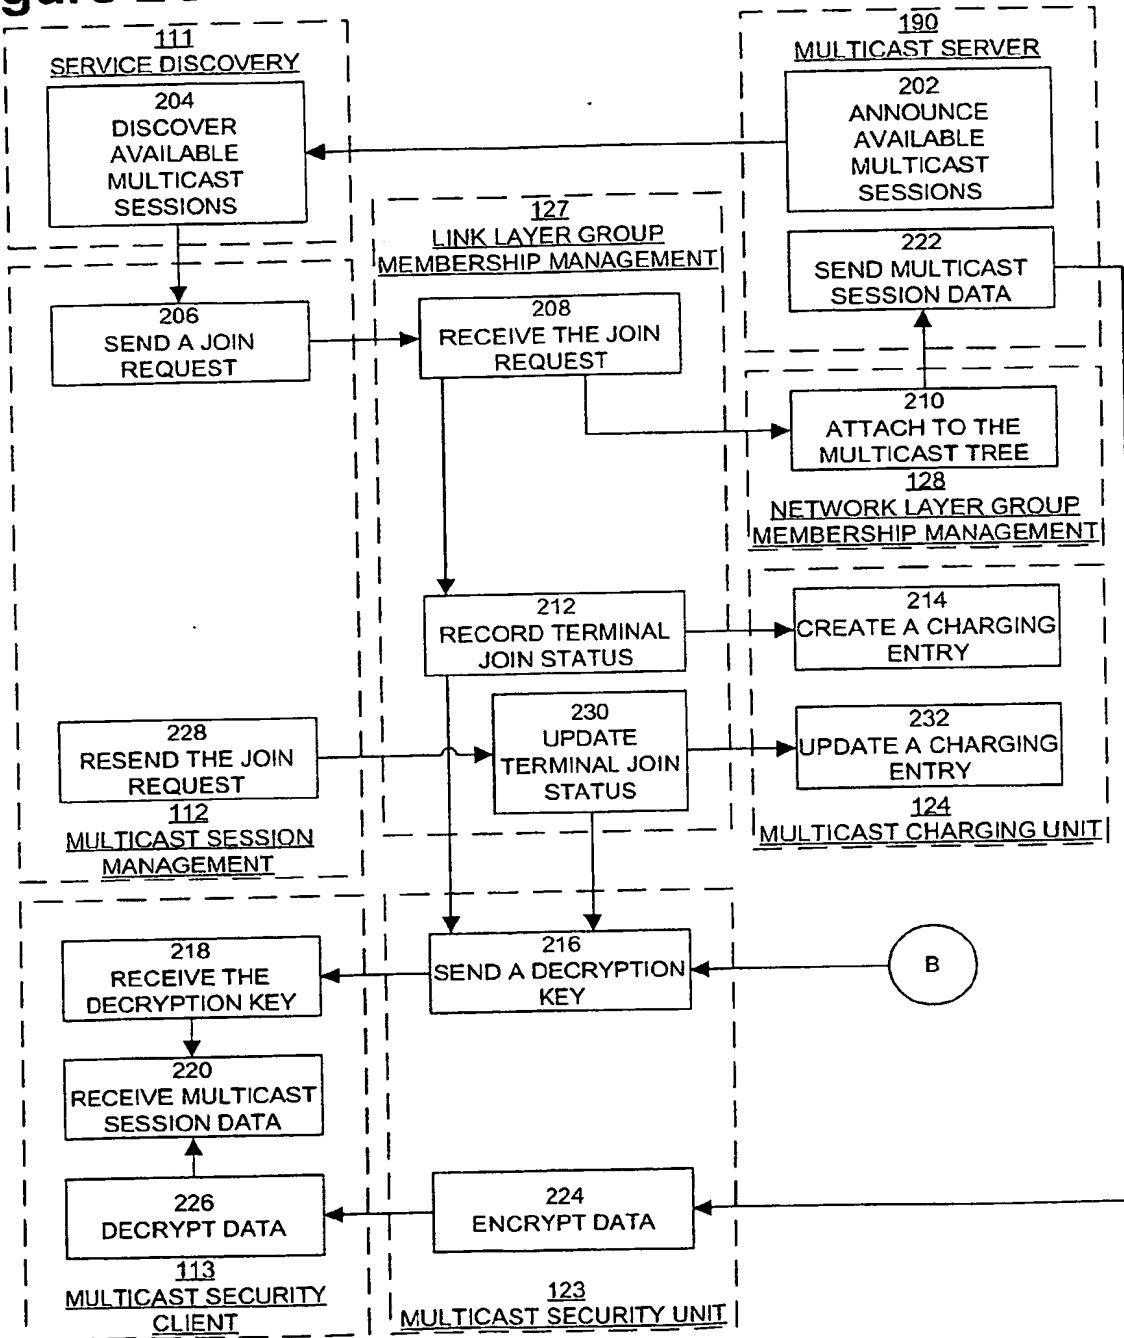 111
SERVICE DISCOVERY
204
DISCOVER
AVAILABLE
MULTICAST
SESSIONS
190
MULTICAST SERVER
202
ANNOUNCE
AVAILABLE
MULTICAST
SESSIONS
222
SEND MULTICAST
SESSION DATA
127
LINK LAYER GROUP
MEMBERSHIP MANAGEMENT
206
SEND A JOIN
REQUEST
208
RECEIVE THE JOIN
REQUEST
210
ATTACH TO THE
MULTICAST TREE
128
NETWORK LAYER GROUP
MEMBERSHIP MANAGEMENT
212
RECORD TERMINAL
JOIN STATUS
214
CREATE A CHARGING
ENTRY
228
RESEND THE JOIN
REQUEST
112
MULTICAST SESSION
MANAGEMENT
230
UPDATE
TERMINAL JOIN
STATUS
232
UPDATE A CHARGING
ENTRY
124
MULTICAST CHARGING UNIT
218
RECEIVE THE
DECRYPTION KEY
216
SEND A DECRYPTION
KEY
B
220
RECEIVE MULTICAST
SESSION DATA
226
DECRYPT DATA
224
ENCRYPT DATA
113
MULTICAST SECURITY
CLIENT
123
MULTICAST SECURITY UNIT